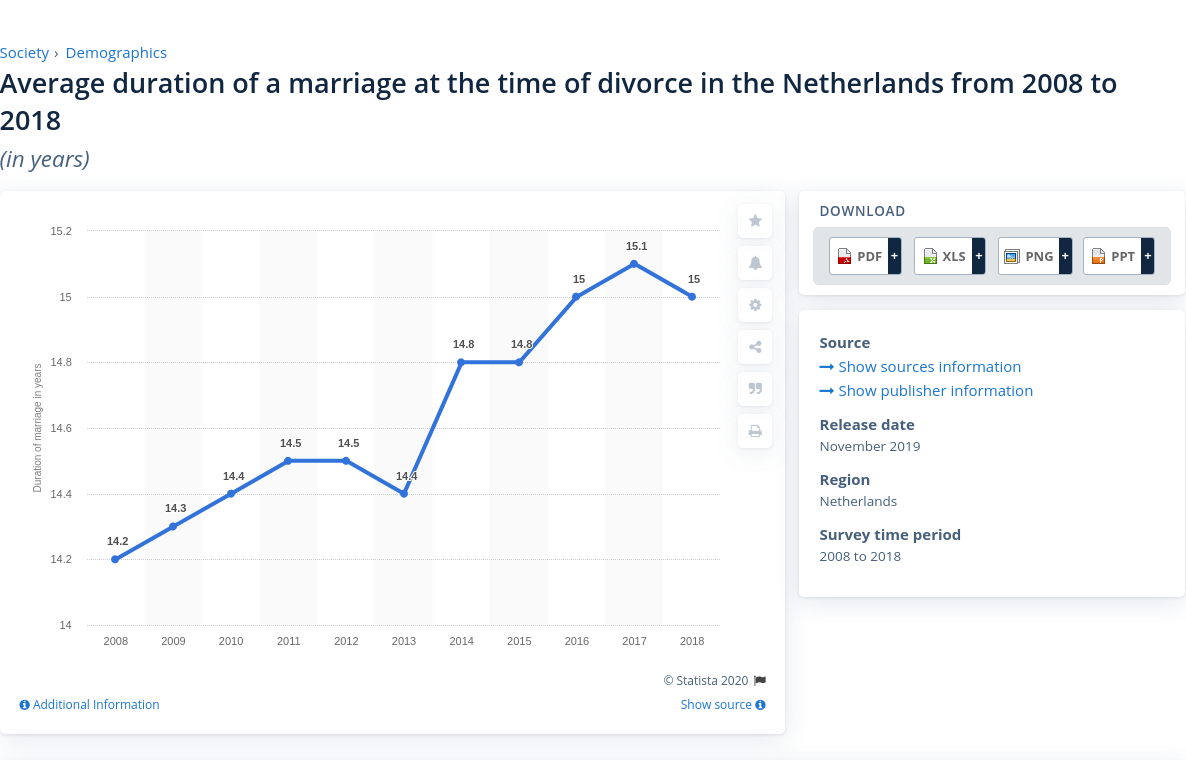 Society › Demographics
Average duration of a marriage at the time of divorce in the Netherlands from 2008 to
2018
(in years)
Duration of marriage in years
15.2
15
14.8
14.6
14.4
14.2
14
14.2
14.3
14.4
14.5
14.5
14.4
14.8
14.8
15
15.1
15
2008 2009 2010 2011 2012 2013 2014 2015 2016 2017 2018
© Statista 2020
Additional Information
Show source
DOWNLOAD
PDF + XLS + PNG + PPT +
Source
Show sources information
Show publisher information
Release date
November 2019
Region
Netherlands
Survey time period
2008 to 2018